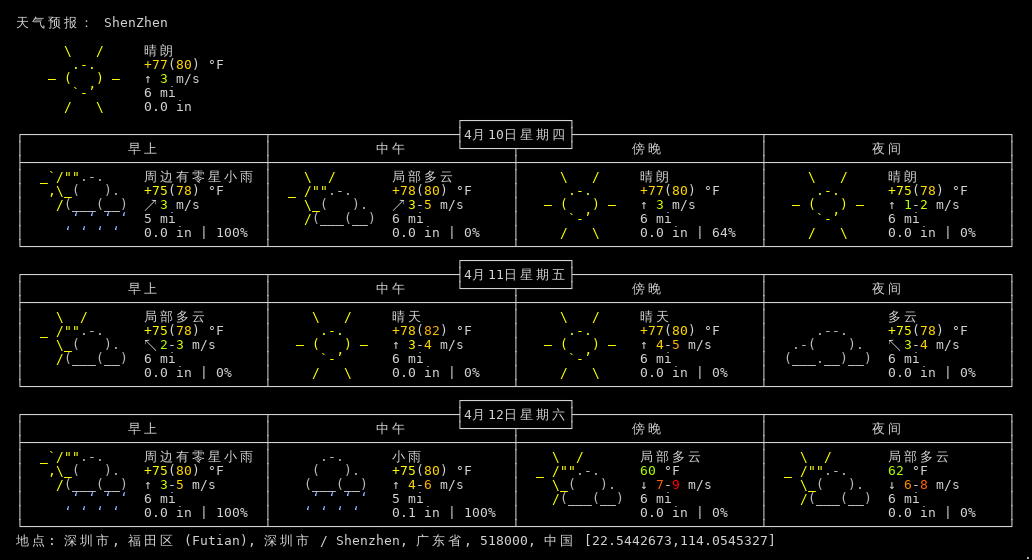 天气预报: ShenZhen
晴朗
+77(80) °F
↑ 3 m/s
6 mi
0.0 in
4月10日星期四
早上 中午 傍晚 夜间
周边有零星小雨 局部多云 晴朗 晴朗
+75(78) °F +78(80) °F +77(80) °F +75(78) °F
↗3 m/s ↗3-5 m/s ↑ 3 m/s ↑ 1-2 m/s
5 mi 6 mi 6 mi 6 mi
0.0 in | 100% 0.0 in | 0% 0.0 in | 64% 0.0 in | 0%
4月11日星期五
早上 中午 傍晚 夜间
局部多云 晴天 晴天 多云
+75(78) °F +78(82) °F +77(80) °F +75(78) °F
↖2-3 m/s ↑ 3-4 m/s ↑ 4-5 m/s ↖3-4 m/s
6 mi 6 mi 6 mi 6 mi
0.0 in | 0% 0.0 in | 0% 0.0 in | 0% 0.0 in | 0%
4月12日星期六
早上 中午 傍晚 夜间
周边有零星小雨 小雨 局部多云 局部多云
+75(80) °F +75(80) °F 60 °F 62 °F
↑ 3-5 m/s ↑ 4-6 m/s ↓ 7-9 m/s ↓ 6-8 m/s
6 mi 5 mi 6 mi 6 mi
0.0 in | 100% 0.1 in | 100% 0.0 in | 0% 0.0 in | 0%
地点: 深圳市, 福田区 (Futian), 深圳市 / Shenzhen, 广东省, 518000, 中国 [22.5442673,114.0545327]